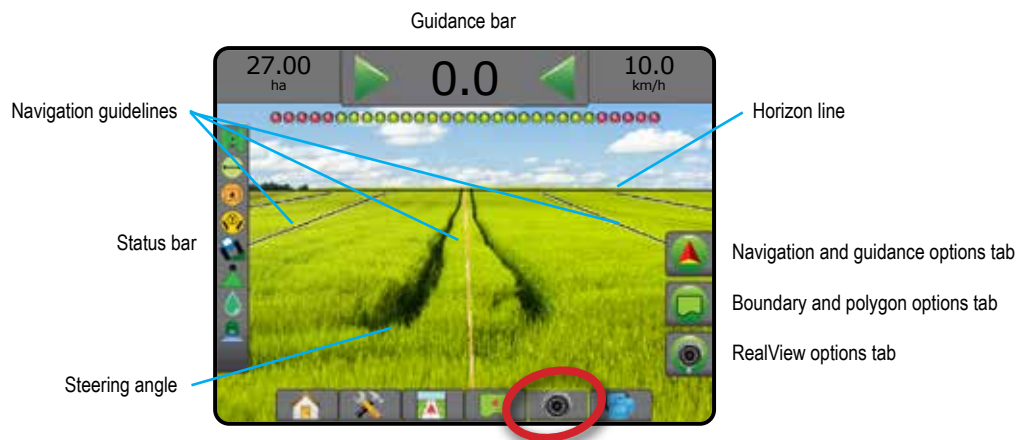 Guidance bar
27.00
ha
0.0
10.0
km/h
Navigation guidelines
Horizon line
Status bar
Navigation and guidance options tab
Boundary and polygon options tab
RealView options tab
Steering angle